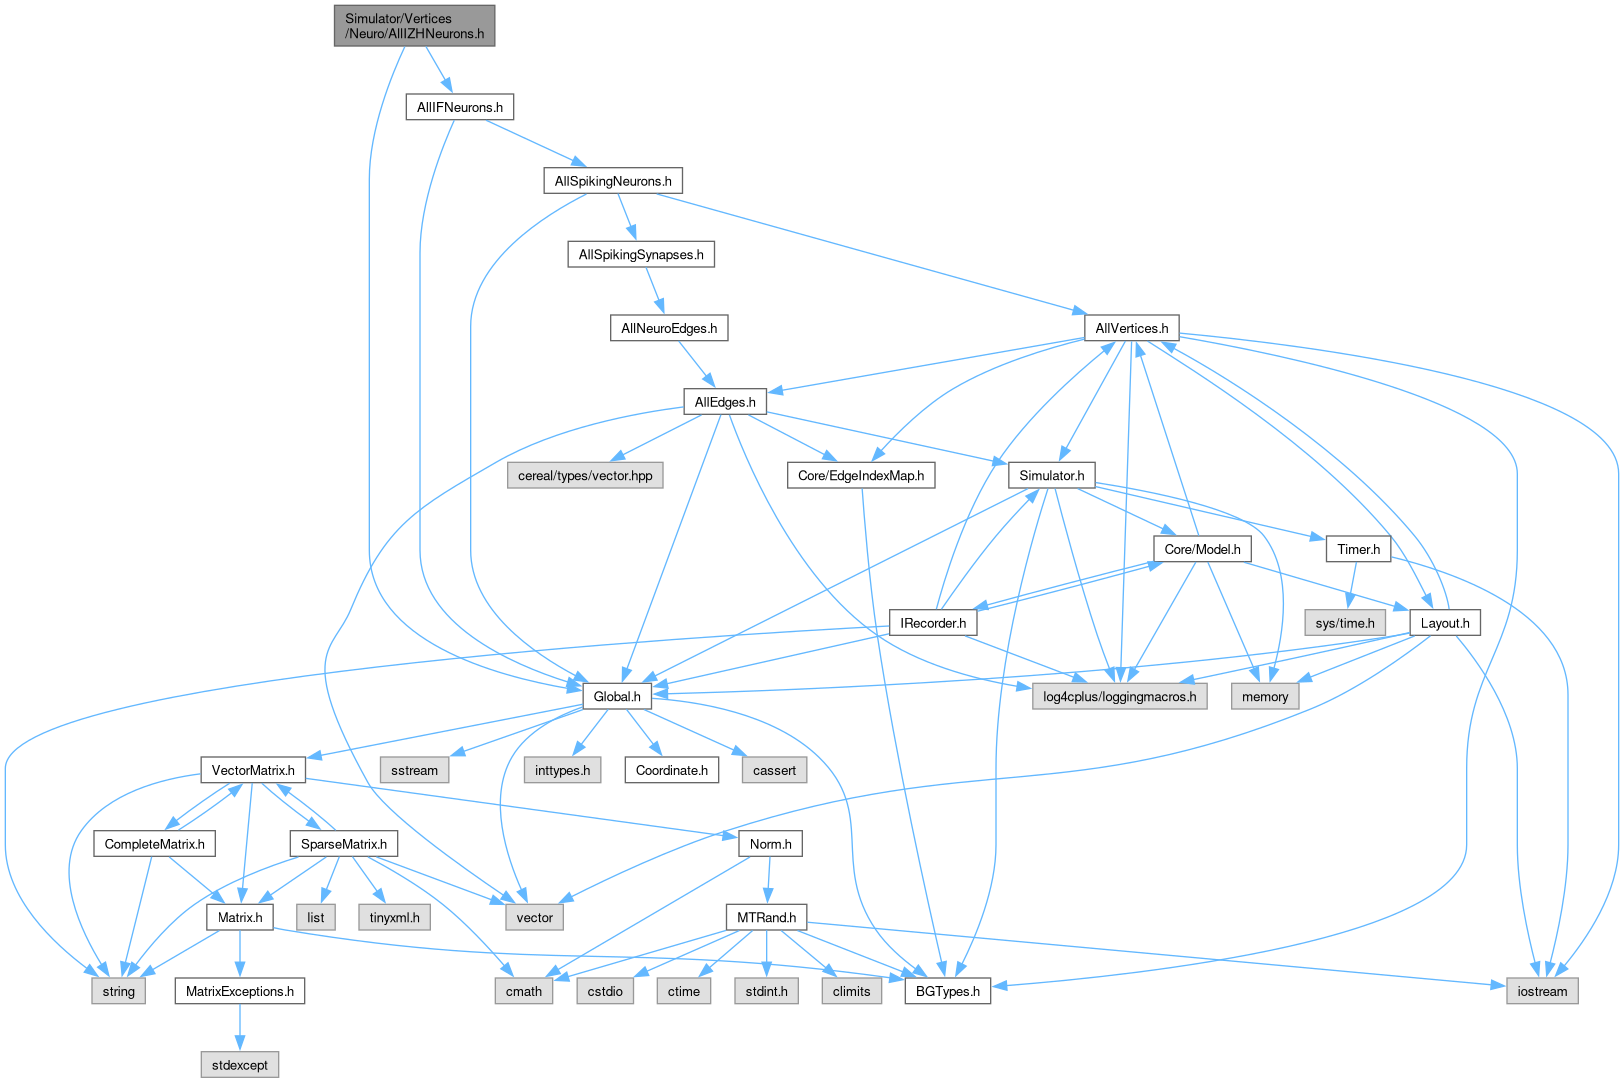 Simulator/Vertices
/Neuro/AllIZHNeurons.h
AllIFNeurons.h
AllSpikingNeurons.h
AllSpikingSynapses.h
AllNeuroEdges.h
AllVertices.h
AllEdges.h
cereal/types/vector.hpp
Core/EdgeIndexMap.h
Simulator.h
Core/Model.h
Timer.h
IRecorder.h
sys/time.h
Layout.h
Global.h
log4cplus/loggingmacros.h
memory
VectorMatrix.h
sstream
inttypes.h
Coordinate.h
cassert
CompleteMatrix.h
SparseMatrix.h
Norm.h
Matrix.h
list
tinyxml.h
vector
MTRand.h
string
MatrixExceptions.h
cmath
cstdio
ctime
stdint.h
climits
BGTypes.h
iostream
stdexcept